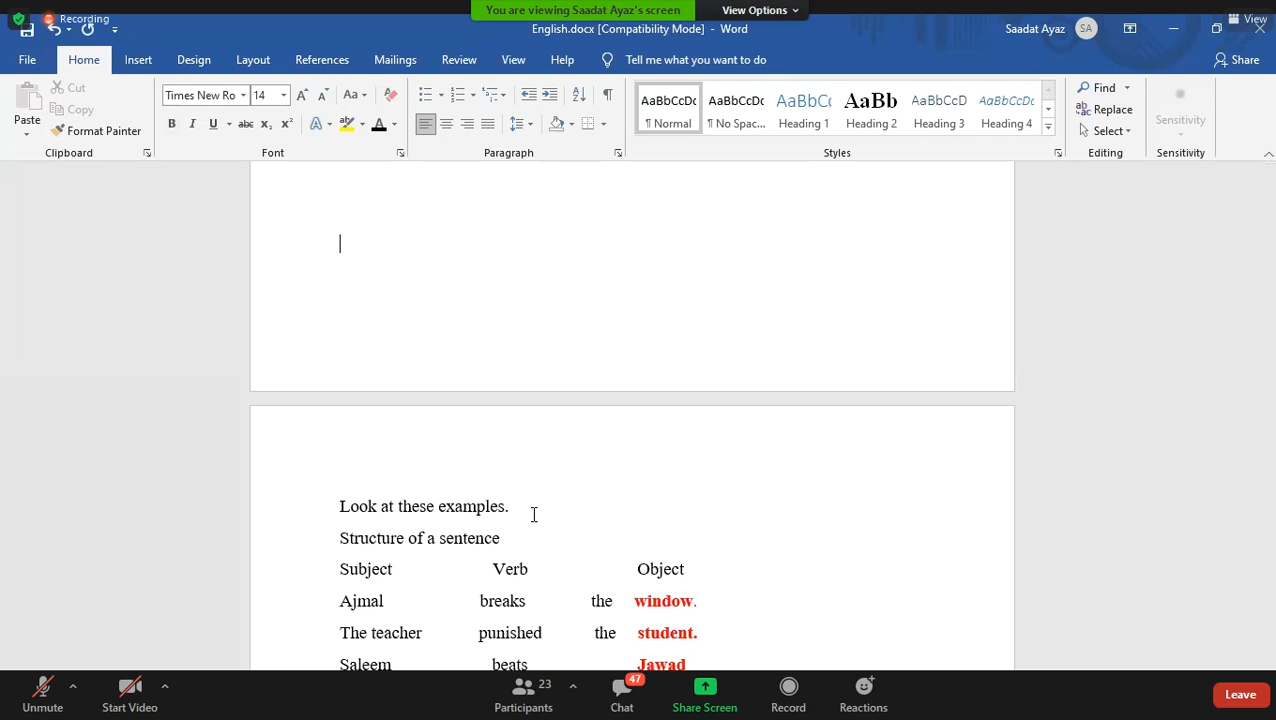 You are viewing Saadat Ayaz's screen
View Options
Recording
View
English.docx [Compatibility Mode] - Word
Saadat Ayaz
SA
File Home Insert Design Layout References Mailings Review View Help Tell me what you want to do
Share
Paste
Cut
Copy
Format Painter
Clipboard
Times New Ro
14
Font
Paragraph
AaBbCcDc
¶ Normal
AaBbCcDc
¶ No Spac...
AaBbCc
Heading 1
AaBb
Heading 2
AaBbCcD
Heading 3
AaBbCcD
Heading 4
Styles
Find
Replace
Select
Editing
Sensitivity
Sensitivity
Look at these examples.
Structure of a sentence
Subject Verb Object
Ajmal breaks the window.
The teacher punished the student.
Saleem beats Jawad
Unmute
Start Video
23
Participants
47
Chat
Share Screen
Record
Reactions
Leave